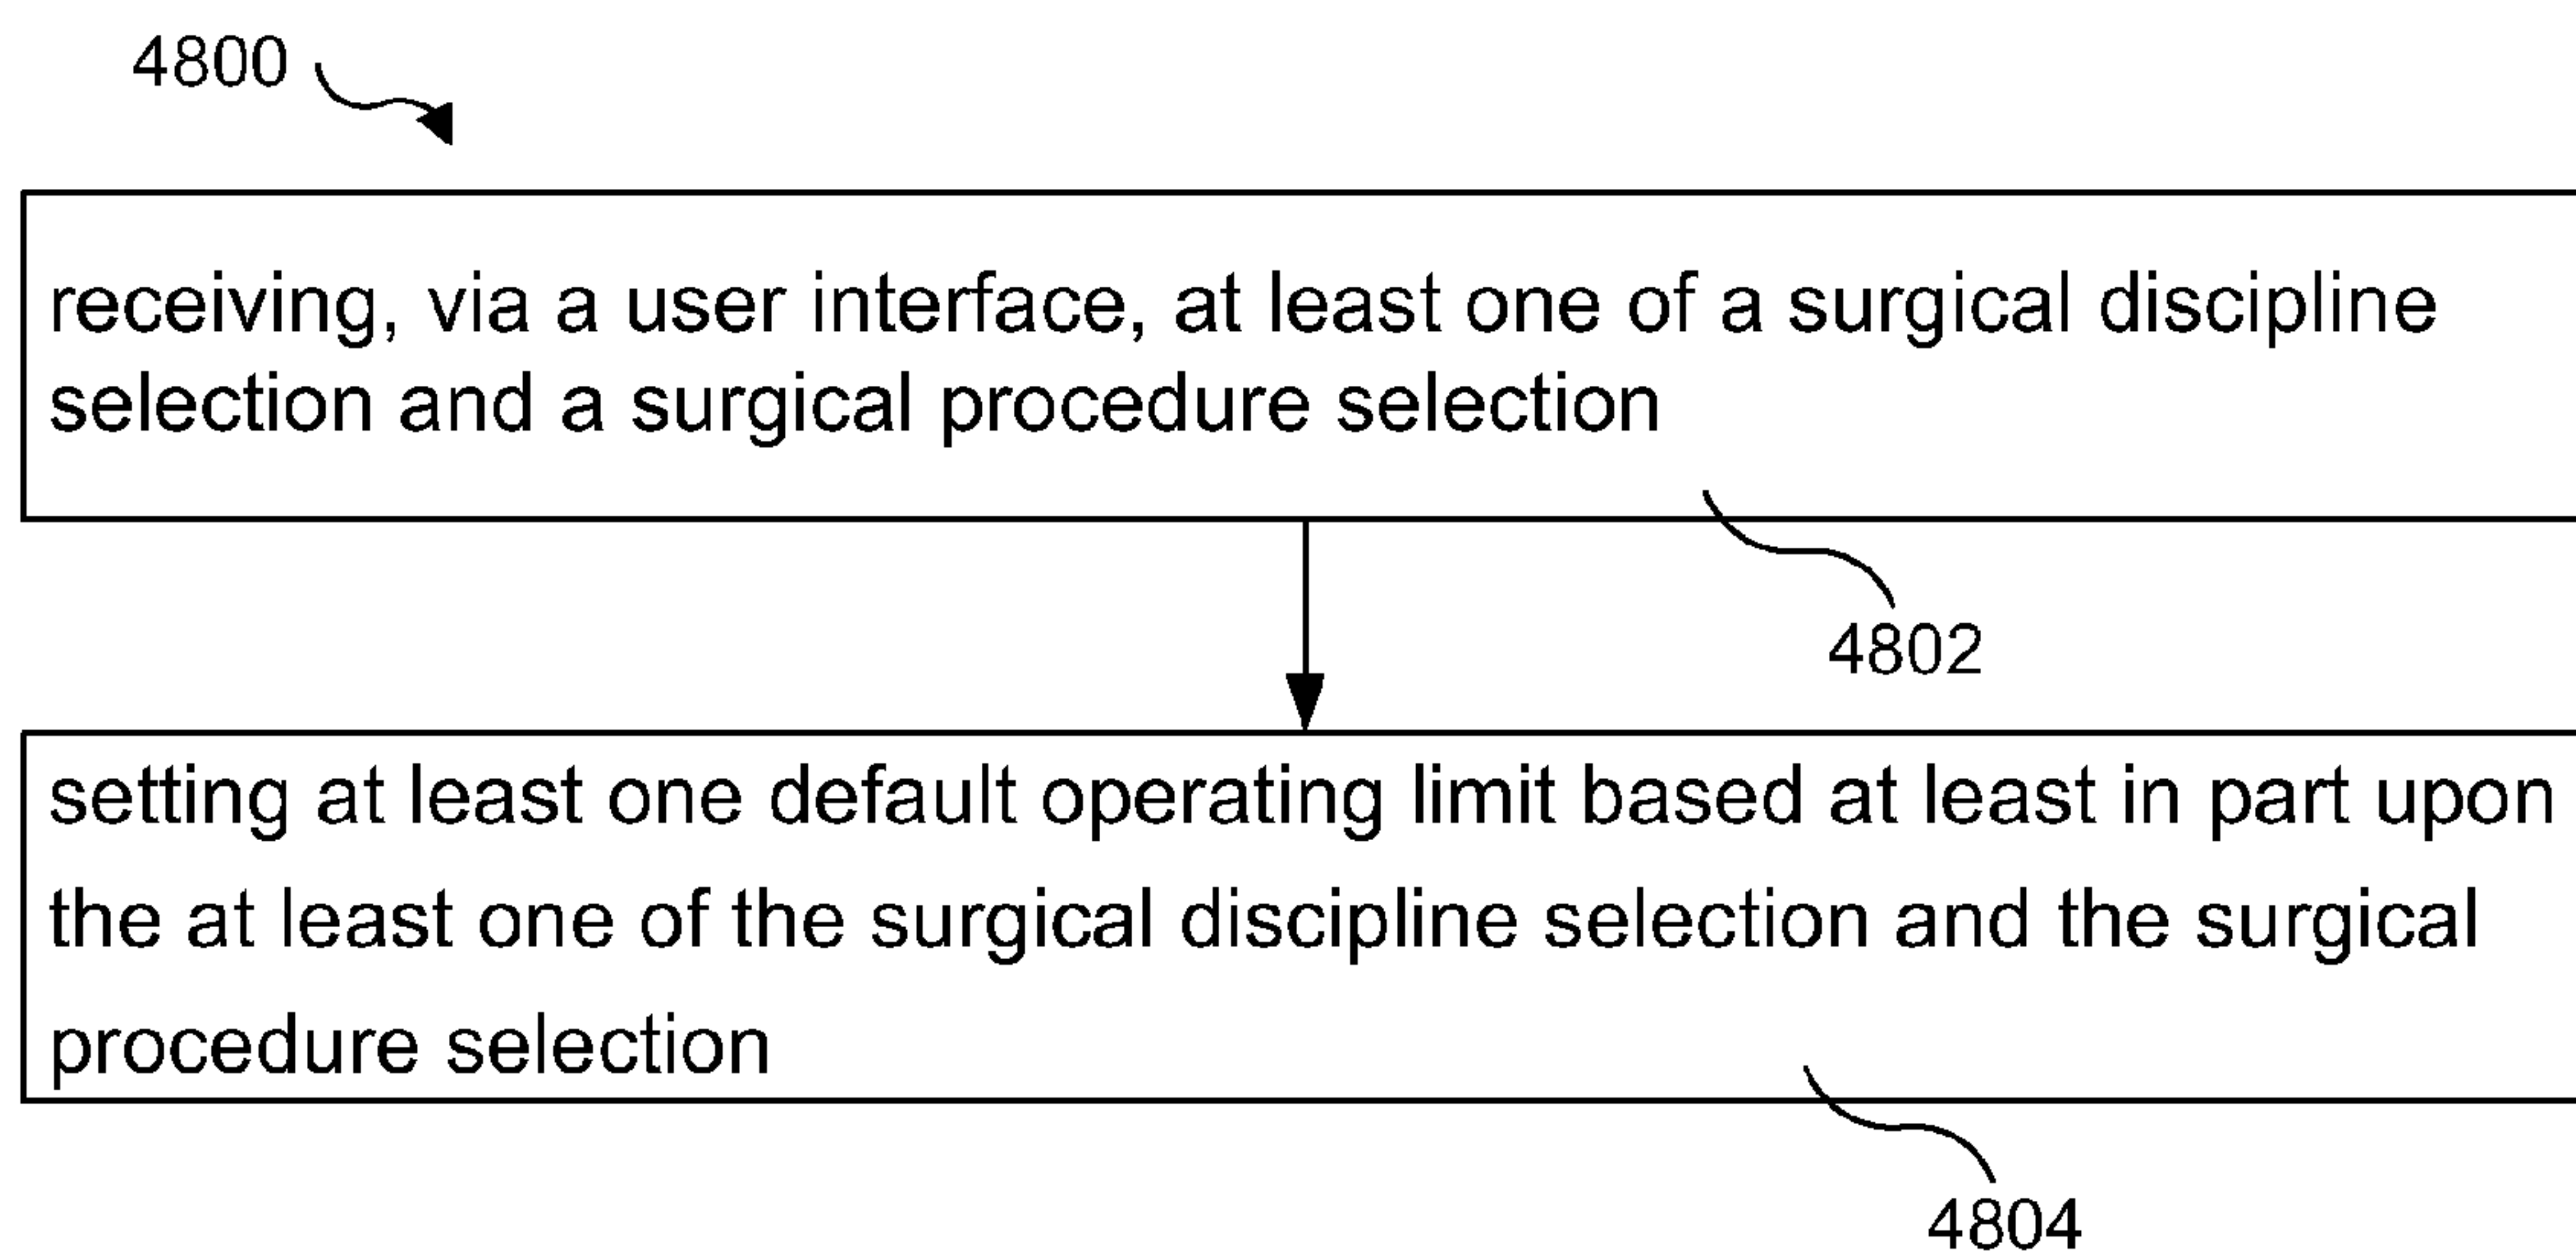 4800
receiving, via a user interface, at least one of a surgical discipline
selection and a surgical procedure selection
4802
setting at least one default operating limit based at least in part upon
the at least one of the surgical discipline selection and the surgical
procedure selection
4804